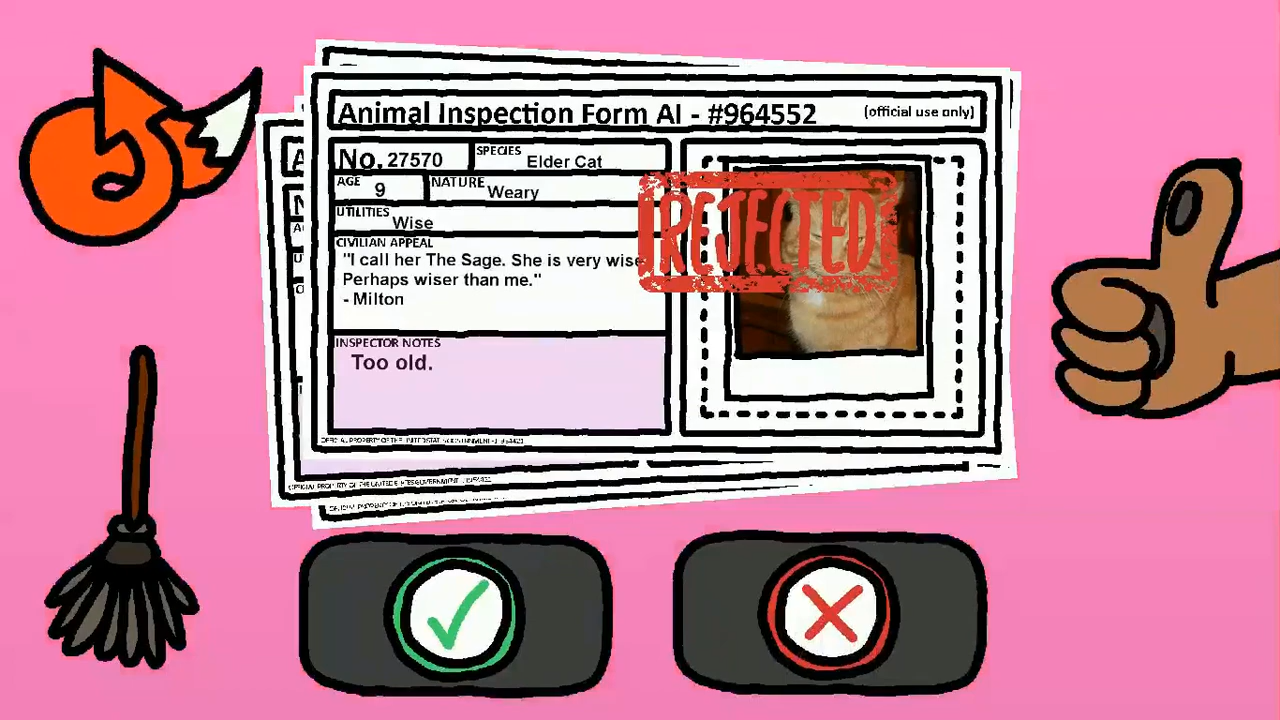 Animal Inspection Form AI - #964552
(official use only)
No. 27570
SPECIES Elder Cat
AGE 9
NATURE Weary
UTILITIES Wise
CIVILIAN APPEAL
"I call her The Sage. She is very wise
Perhaps wiser than me."
- Milton
REJECTED
INSPECTOR NOTES
Too old.